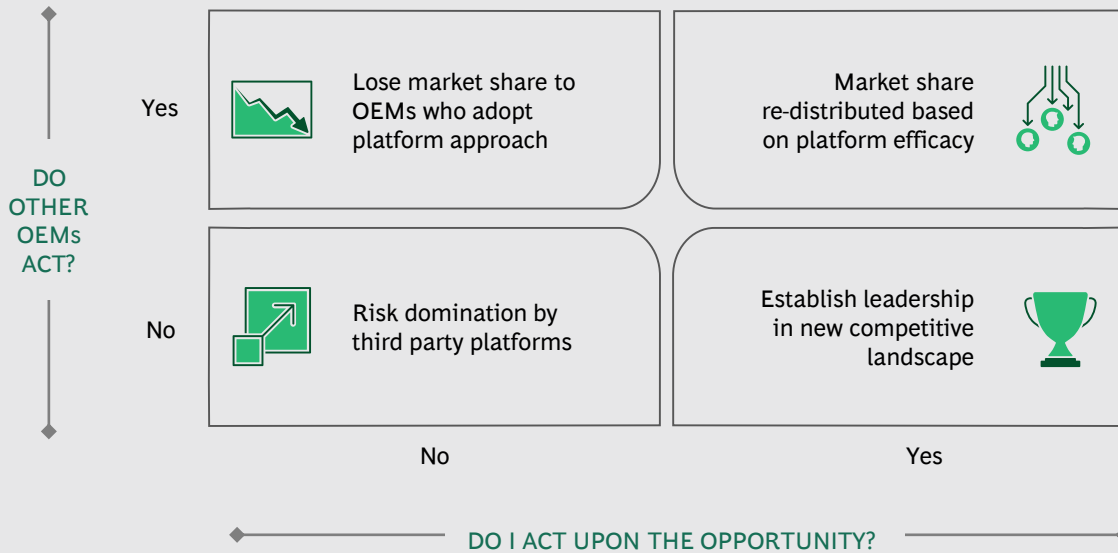 Yes
Lose market share to
OEMs who adopt
platform approach
Market share
re-distributed based
on platform efficacy
DO
OTHER
OEMs
ACT?
No
Risk domination by
third party platforms
Establish leadership
in new competitive
landscape
No
Yes
DO I ACT UPON THE OPPORTUNITY?